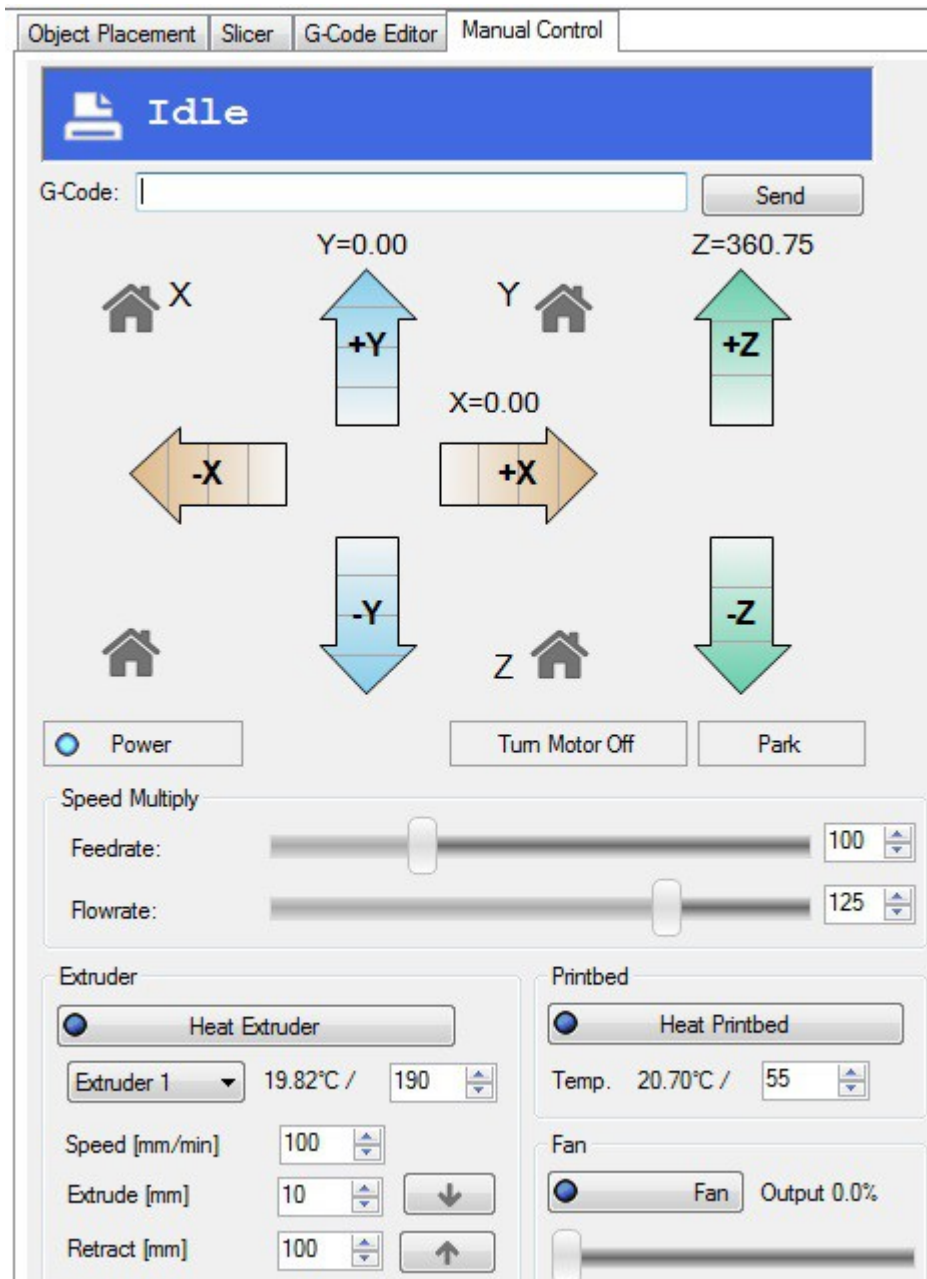 Object Placement Slicer G-Code Editor Manual Control
Idle
G-Code: Send
Y=0.00 Z=360.75
X Y
+Y +Z
X=0.00
-X +X
-Y -Z
Z
Power Turn Motor Off Park
Speed Multiply
Feedrate: 100
Flowrate: 125
Extruder Printbed
Heat Extruder Heat Printbed
Extruder 1 19.82°C / 190 Temp. 20.70°C / 55
Speed [mm/min] 100 Fan
Extrude [mm] 10 Fan Output 0.0%
Retract [mm] 100